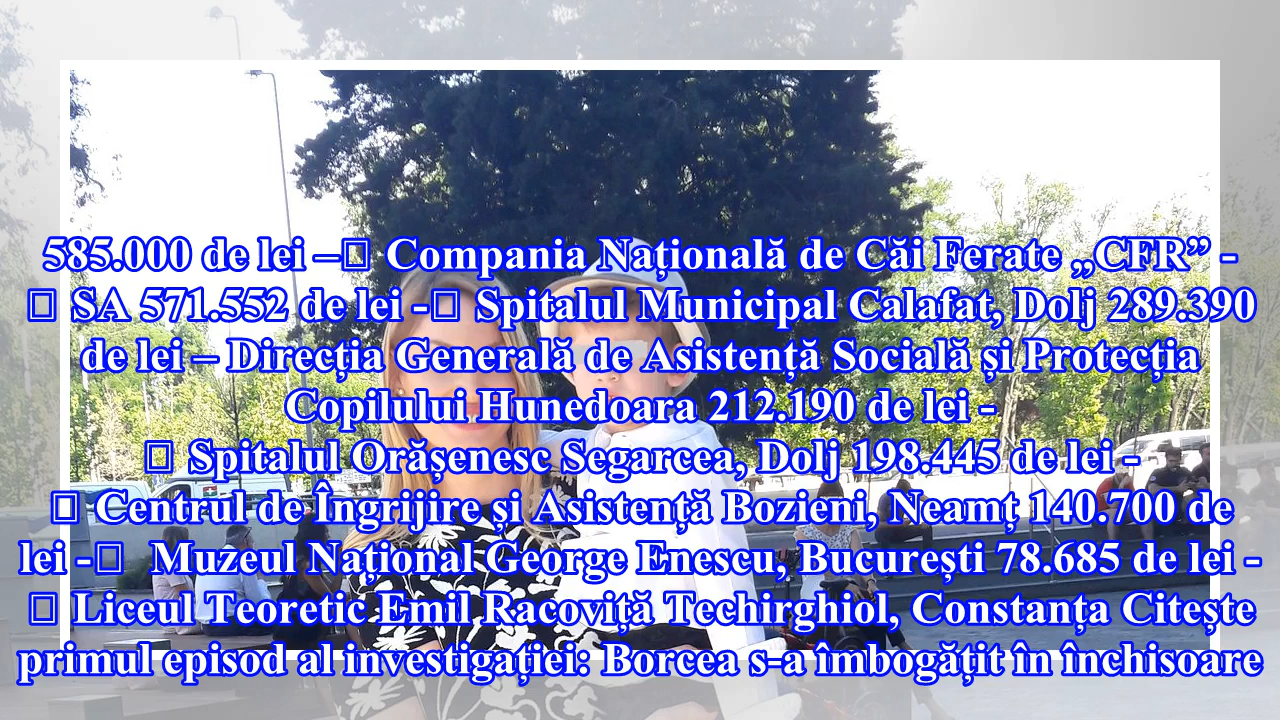 585.000 de lei –� Compania Națională de Căi Ferate „CFR” -
� SA 571.552 de lei -� Spitalul Municipal Calafat, Dolj 289.390
de lei – Direcția Generală de Asistență Socială și Protecția
Copilului Hunedoara 212.190 de lei -
� Spitalul Orășenesc Segarcea, Dolj 198.445 de lei -
� Centrul de Îngrijire și Asistență Bozieni, Neamț 140.700 de
lei -� Muzeul Național George Enescu, București 78.685 de lei -
� Liceul Teoretic Emil Racoviță Techirghiol, Constanța Citește
primul episod al investigației: Borcea s-a îmbogățit în închisoare